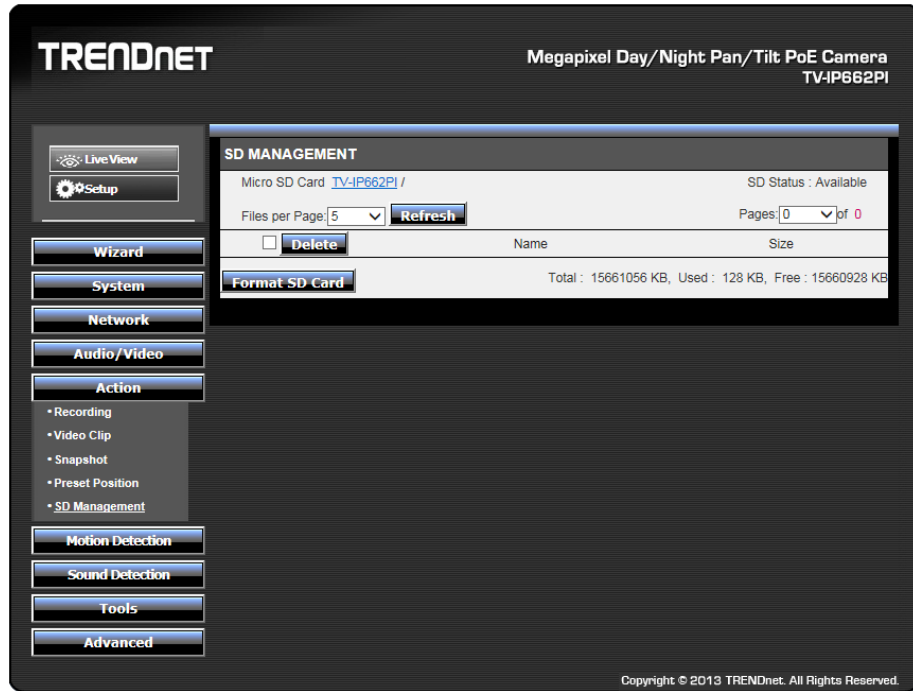 TRENDNET
Megapixel Day/Night Pan/Tilt PoE Camera
TV-IP662PI
Live View
Setup
Wizard
System
Network
Audio/Video
Action
• Recording
• Video Clip
• Snapshot
• Preset Position
• SD Management
Motion Detection
Sound Detection
Tools
Advanced
SD MANAGEMENT
Micro SD Card TV-IP662PI / SD Status : Available
Files per Page: 5 Refresh Pages: 0 of 0
Delete Name Size
Format SD Card Total : 15661056 KB, Used : 128 KB, Free : 15660928 KB
Copyright © 2013 TRENDnet. All Rights Reserved.